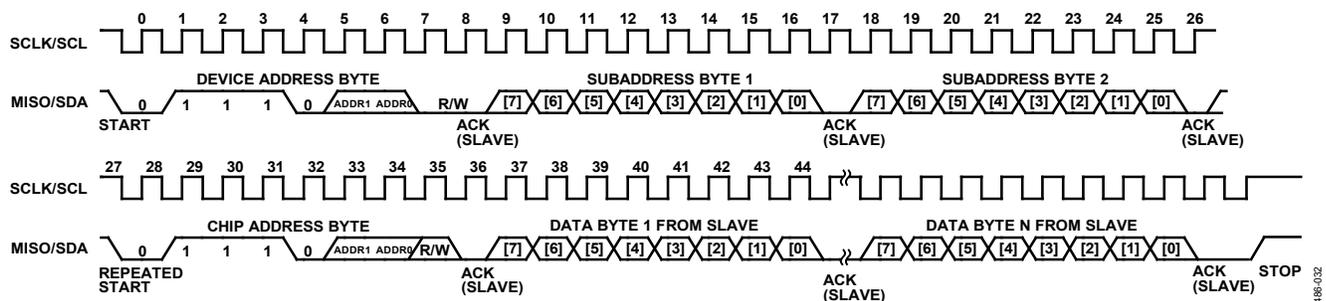 0 1 2 3 4 5 6 7 8 9 10 11 12 13 14 15 16 17 18 19 20 21 22 23 24 25 26
SCLK/SCL
DEVICE ADDRESS BYTE SUBADDRESS BYTE 1 SUBADDRESS BYTE 2
MISO/SDA 0 1 1 1 0 ADDR1 ADDR0 R/W [7] [6] [5] [4] [3] [2] [1] [0] [7] [6] [5] [4] [3] [2] [1] [0]
START ACK (SLAVE) ACK (SLAVE) ACK (SLAVE)
27 28 29 30 31 32 33 34 35 36 37 38 39 40 41 42 43 44
SCLK/SCL
CHIP ADDRESS BYTE DATA BYTE 1 FROM SLAVE DATA BYTE N FROM SLAVE
MISO/SDA 0 1 1 1 0 ADDR1 ADDR0 R/W [7] [6] [5] [4] [3] [2] [1] [0] [7] [6] [5] [4] [3] [2] [1] [0]
REPEATED START ACK (SLAVE) ACK (SLAVE) ACK (SLAVE) STOP